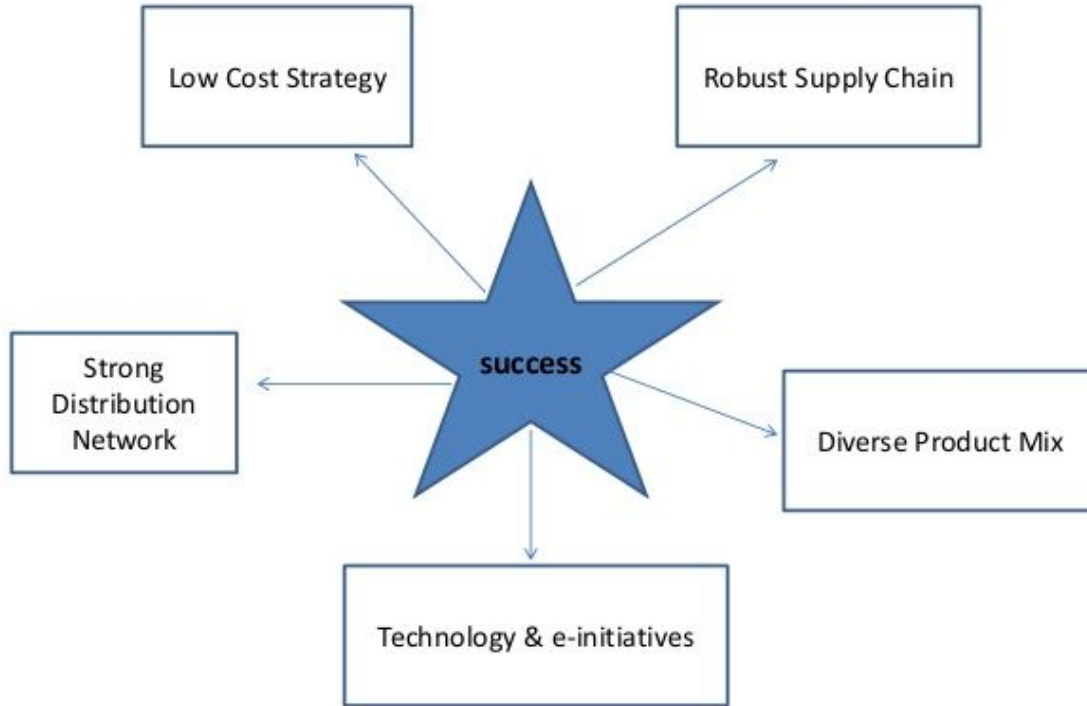 Low Cost Strategy
Robust Supply Chain
success
Strong
Distribution
Network
Diverse Product Mix
Technology & e-initiatives